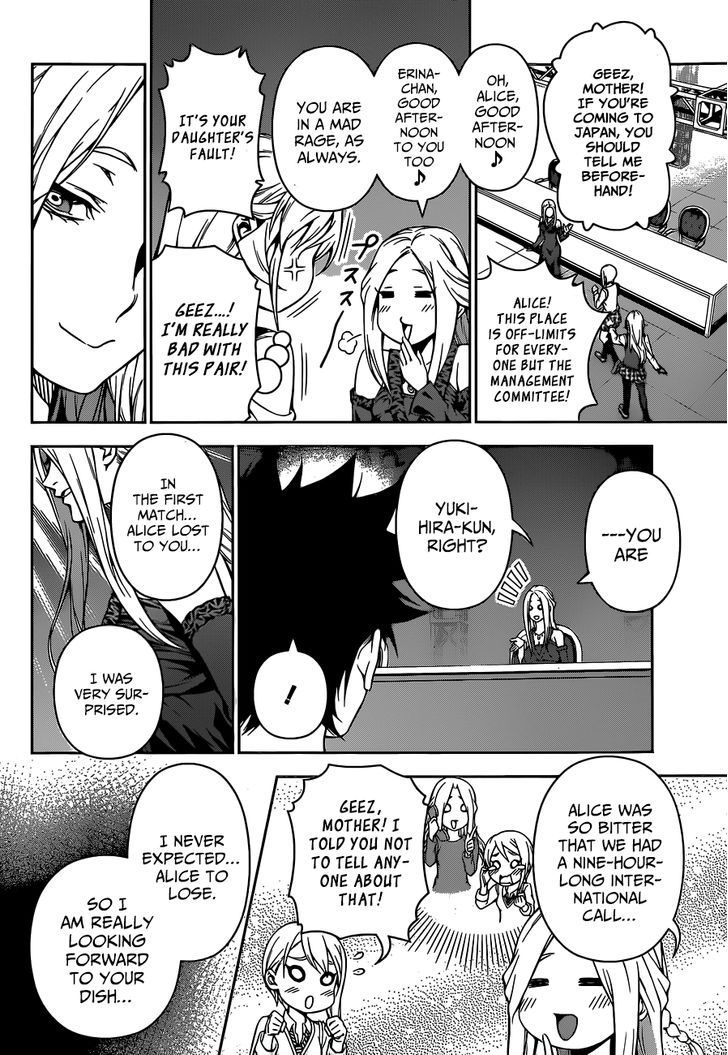 GEEZ,
MOTHER!
IF YOU'RE
COMING TO
JAPAN, YOU
SHOULD
TELL ME
BEFORE-
HAND!
ALICE!
THIS PLACE
IS OFF-LIMITS
FOR EVERY-
ONE BUT THE
MANAGEMENT
COMMITTEE!
OH,
ALICE,
GOOD
AFTER-
NOON
♪
ERINA-
CHAN,
GOOD
AFTER-
NOON
TO YOU
TOO
♪
YOU ARE
IN A MAD
RAGE, AS
ALWAYS.
プススー
IT'S YOUR
DAUGHTER'S
FAULT!
GEEZ...!
I'M REALLY
BAD WITH
THIS PAIR!
---YOU
ARE
YUKI-
HIRA-KUN,
RIGHT?
!
IN
THE FIRST
MATCH...
ALICE LOST
TO YOU...
I WAS
VERY SUR-
PRISED.
ALICE WAS
SO BITTER
THAT WE HAD
A NINE-HOUR-
LONG INTER-
NATIONAL
CALL...
GEEZ,
MOTHER! I
TOLD YOU NOT
TO TELL ANY-
ONE ABOUT
THAT!
I NEVER
EXPECTED...
ALICE TO
LOSE.
SO I
AM REALLY
LOOKING
FORWARD
TO YOUR
DISH...